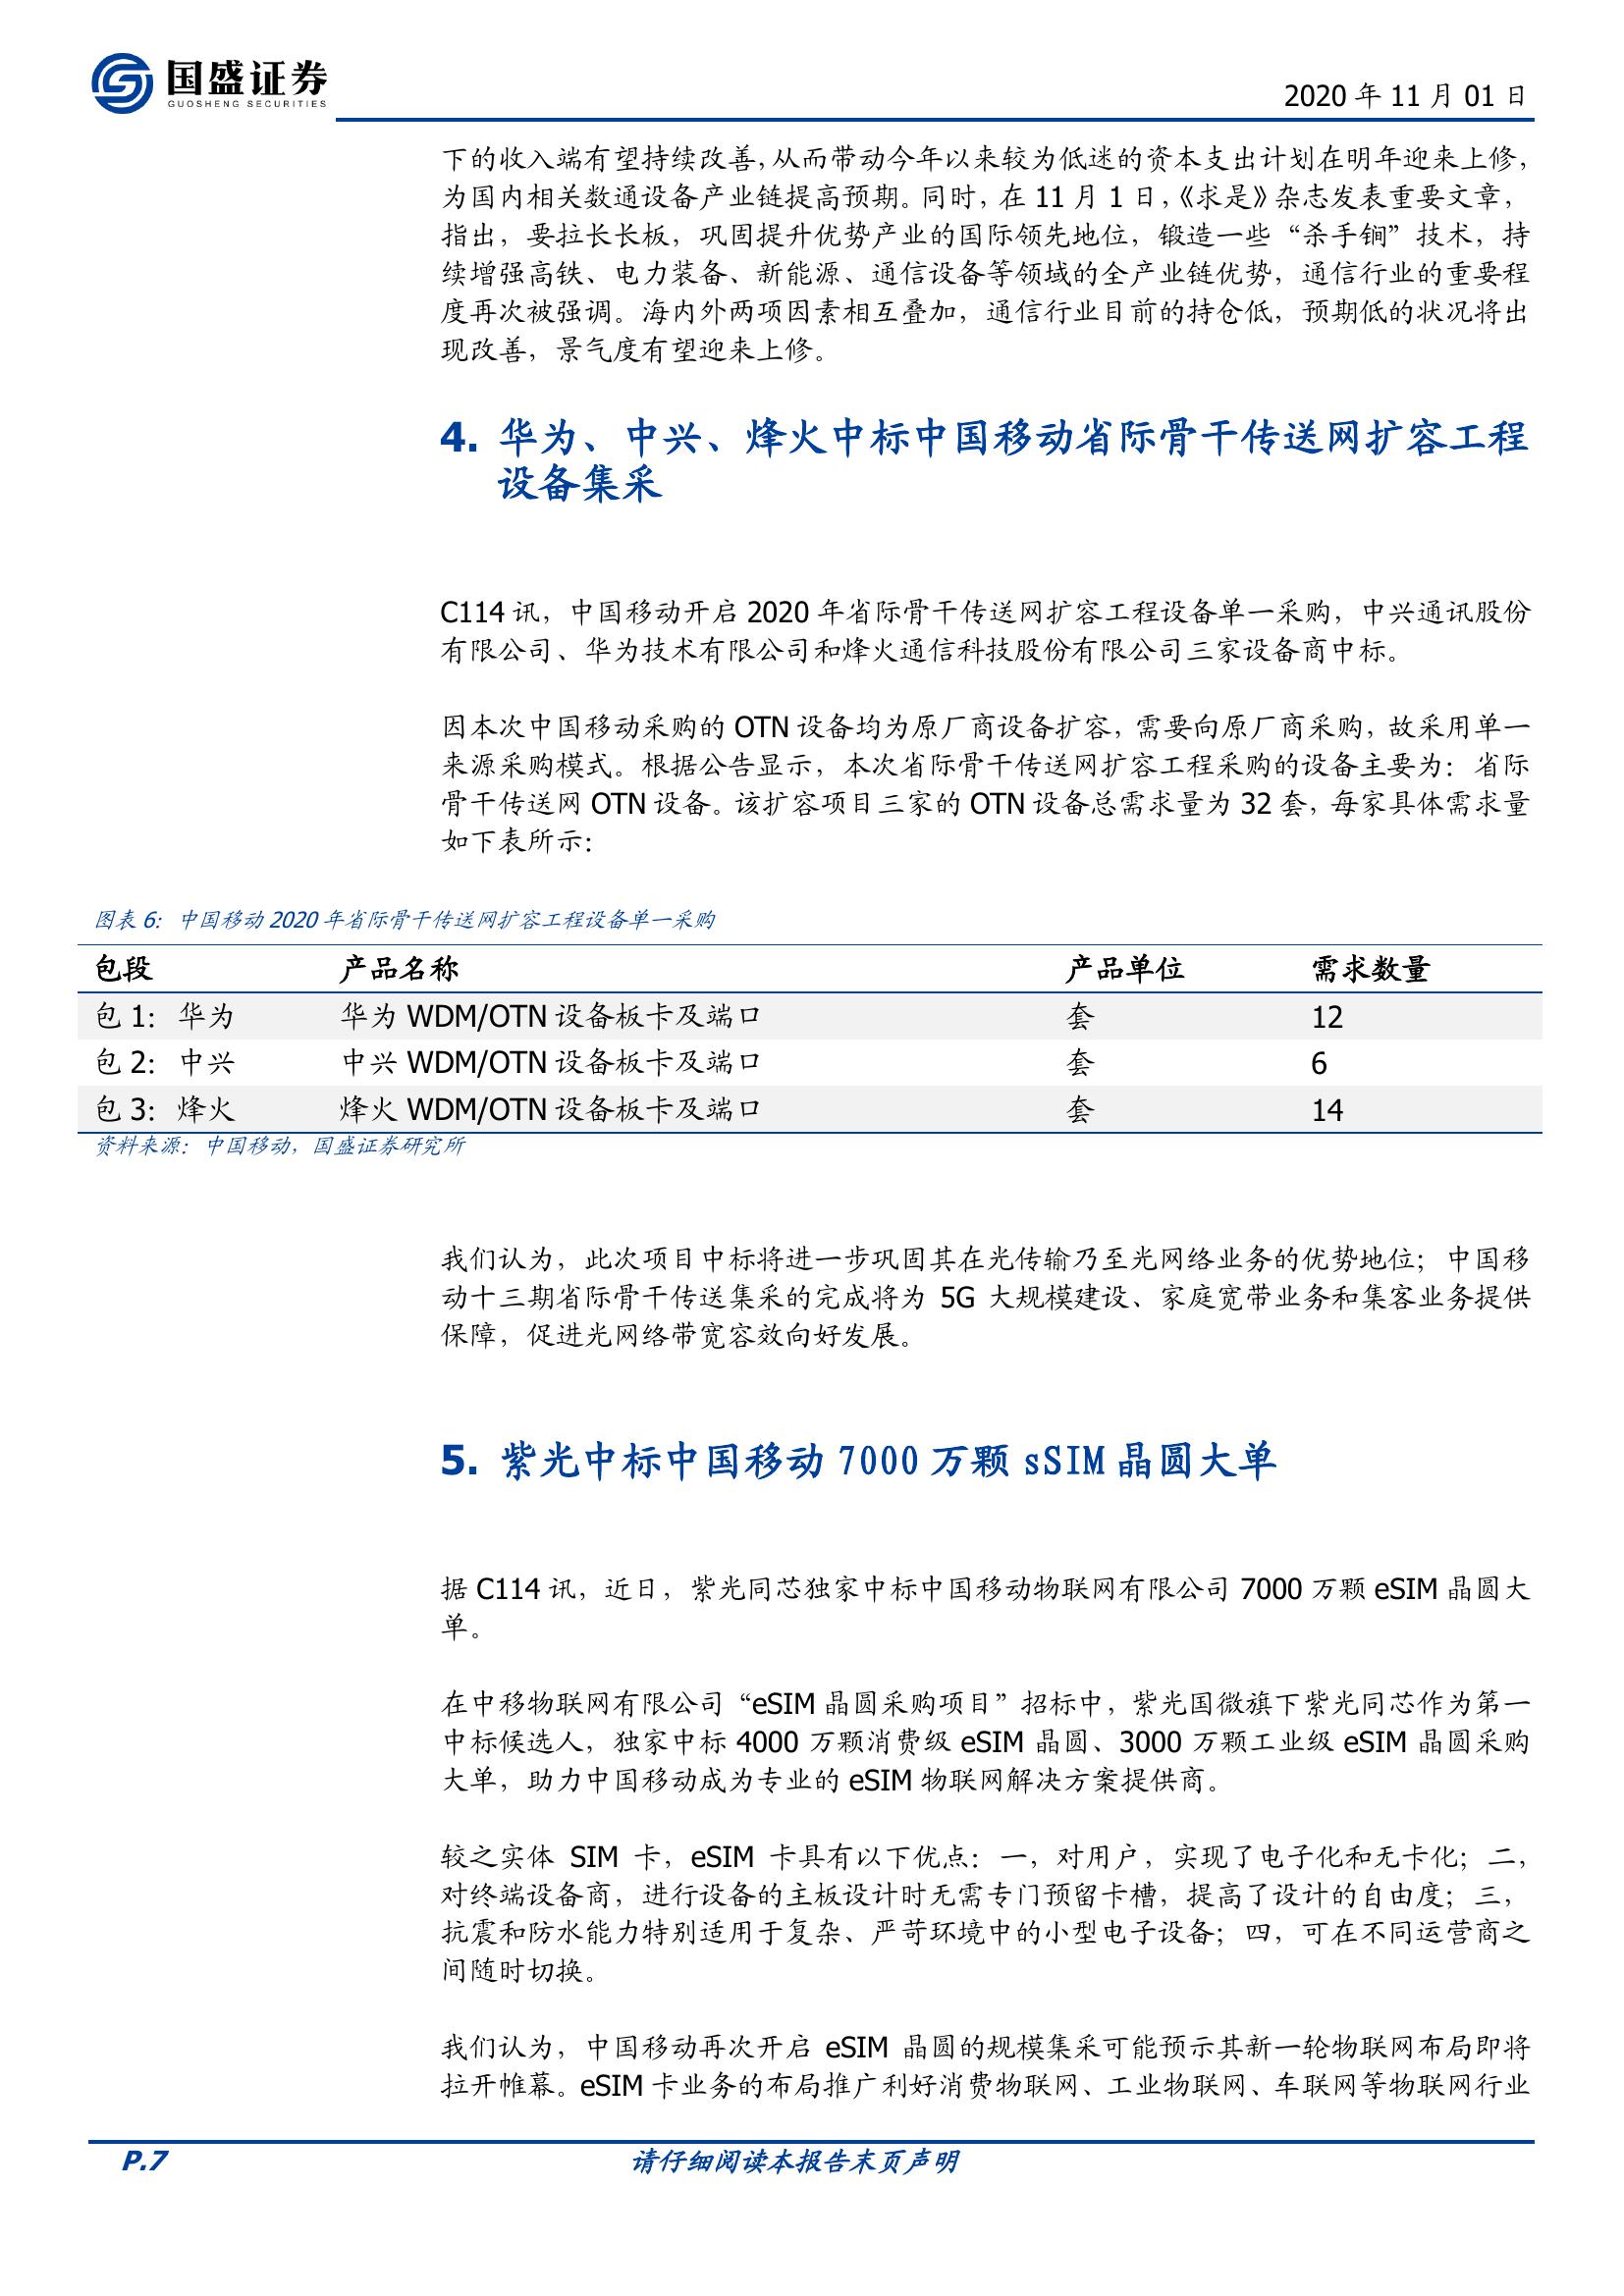 国盛证券
GUOSHENG SECURITIES
2020 年 11 月 01 日
下的收入端有望持续改善，从而带动今年以来较为低迷的资本支出计划在明年迎来上修，
为国内相关数通设备产业链提高预期。同时，在 11 月 1 日，《求是》杂志发表重要文章，
指出，要拉长长板，巩固提升优势产业的国际领先地位，锻造一些“杀手锏”技术，持
续增强高铁、电力装备、新能源、通信设备等领域的全产业链优势，通信行业的重要程
度再次被强调。海内外两项因素相互叠加，通信行业目前的持仓低，预期低的状况将出
现改善，景气度有望迎来上修。
4. 华为、中兴、烽火中标中国移动省际骨干传送网扩容工程
设备集采
C114 讯，中国移动开启 2020 年省际骨干传送网扩容工程设备单一采购，中兴通讯股份
有限公司、华为技术有限公司和烽火通信科技股份有限公司三家设备商中标。
因本次中国移动采购的 OTN 设备均为原厂商设备扩容，需要向原厂商采购，故采用单一
来源采购模式。根据公告显示，本次省际骨干传送网扩容工程采购的设备主要为：省际
骨干传送网 OTN 设备。该扩容项目三家的 OTN 设备总需求量为 32 套，每家具体需求量
如下表所示：
图表 6： 中国移动 2020 年省际骨干传送网扩容工程设备单一采购
包段 产品名称 产品单位 需求数量
包 1：华为 华为 WDM/OTN 设备板卡及端口 套 12
包 2：中兴 中兴 WDM/OTN 设备板卡及端口 套 6
包 3：烽火 烽火 WDM/OTN 设备板卡及端口 套 14
资料来源：中国移动，国盛证券研究所
我们认为，此次项目中标将进一步巩固其在光传输乃至光网络业务的优势地位；中国移
动十三期省际骨干传送集采的完成将为 5G 大规模建设、家庭宽带业务和集客业务提供
保障，促进光网络带宽容效向好发展。
5. 紫光中标中国移动 7000 万颗 sSIM 晶圆大单
据 C114 讯，近日，紫光同芯独家中标中国移动物联网有限公司 7000 万颗 eSIM 晶圆大
单。
在中移物联网有限公司“eSIM 晶圆采购项目”招标中，紫光国微旗下紫光同芯作为第一
中标候选人，独家中标 4000 万颗消费级 eSIM 晶圆、3000 万颗工业级 eSIM 晶圆采购
大单，助力中国移动成为专业的 eSIM 物联网解决方案提供商。
较之实体 SIM 卡，eSIM 卡具有以下优点：一，对用户，实现了电子化和无卡化；二，
对终端设备商，进行设备的主板设计时无需专门预留卡槽，提高了设计的自由度；三，
抗震和防水能力特别适用于复杂、严苛环境中的小型电子设备；四，可在不同运营商之
间随时切换。
我们认为，中国移动再次开启 eSIM 晶圆的规模集采可能预示其新一轮物联网布局即将
拉开帷幕。eSIM 卡业务的布局推广利好消费物联网、工业物联网、车联网等物联网行业
P.7 请仔细阅读本报告末页声明